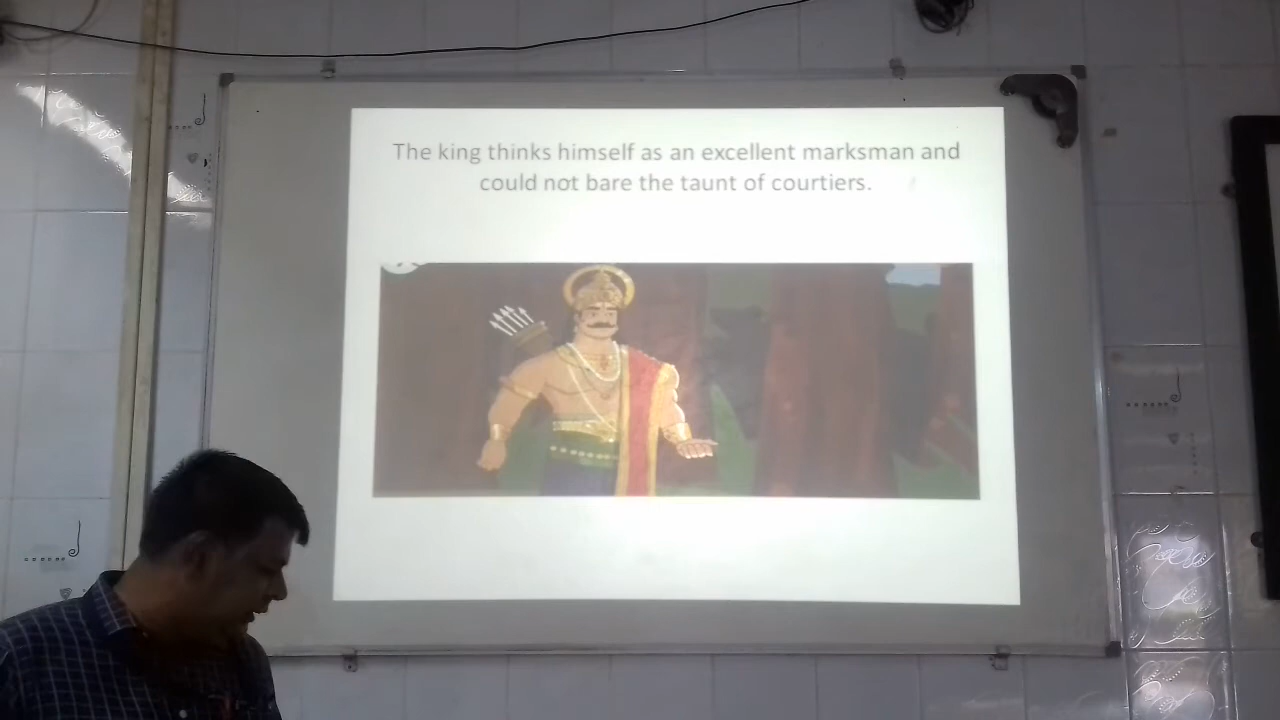 The king thinks himself as an excellent marksman and
could not bare the taunt of courtiers.